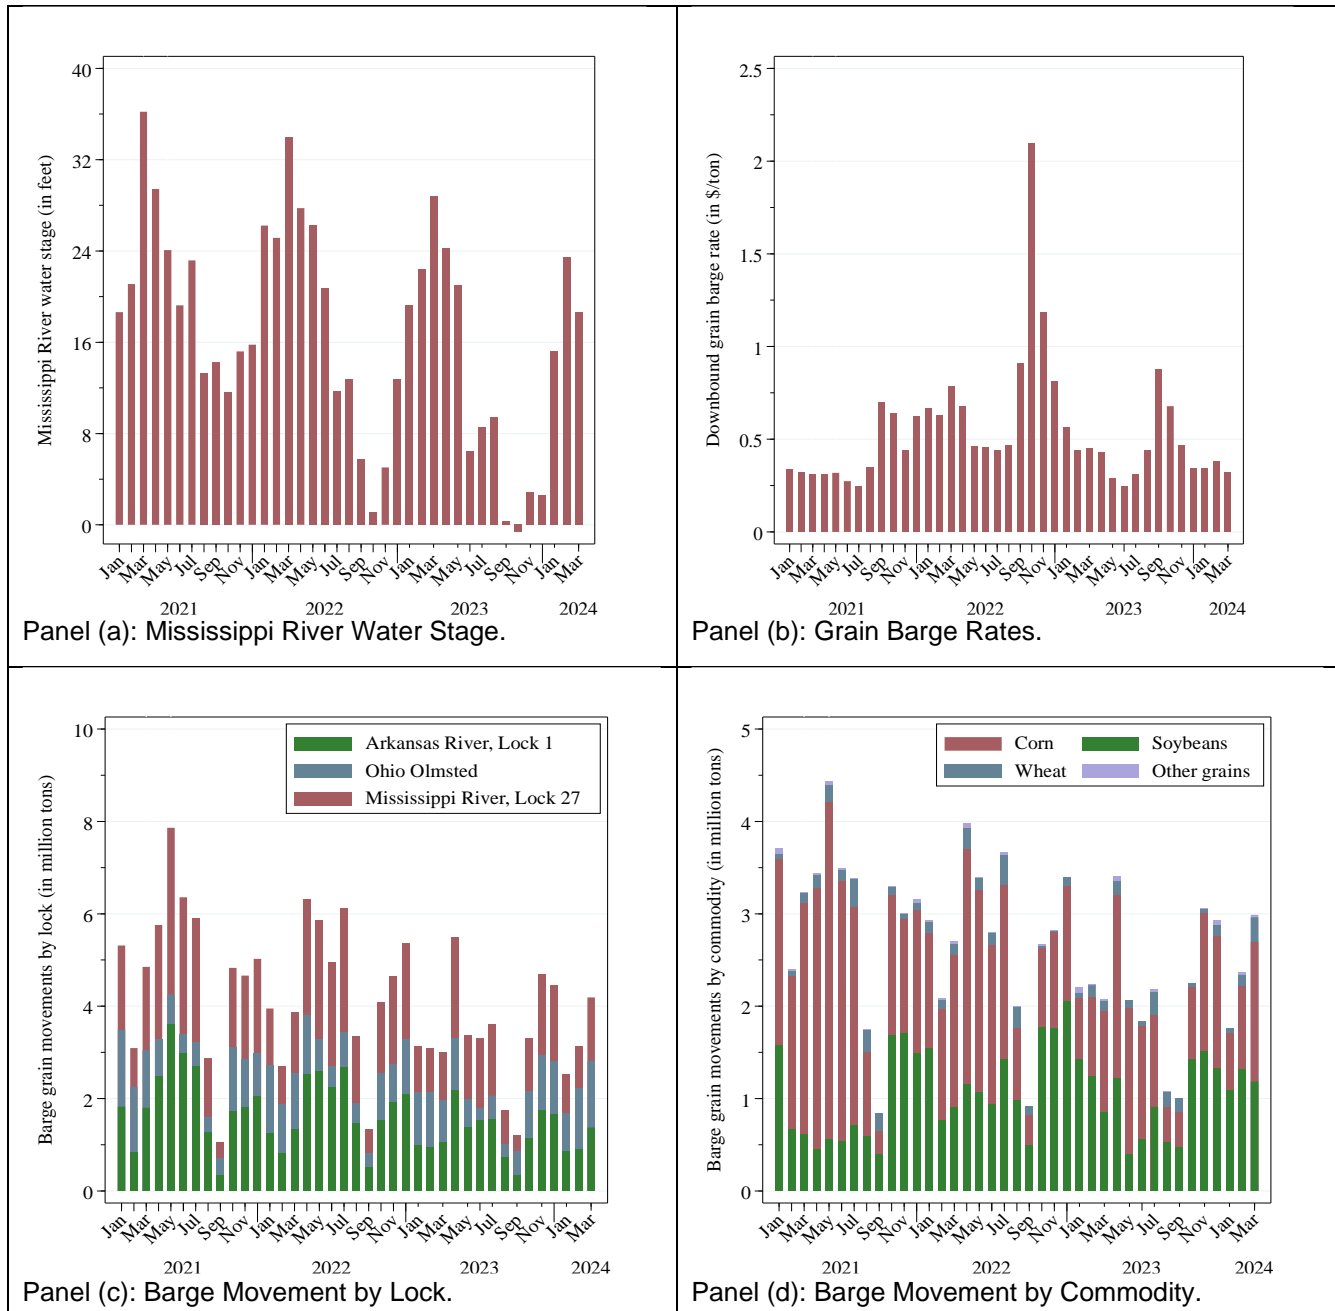 40
32
24
16
8
0
Mississippi River water stage (in feet)
Jan Mar May Jul Sep Nov Jan Mar May Jul Sep Nov Jan Mar May Jul Sep Nov Jan Mar
2021 2022 2023 2024
Panel (a): Mississippi River Water Stage.
2.5
2
1.5
1
0.5
0
Downbound grain barge rate (in $/ton)
Jan Mar May Jul Sep Nov Jan Mar May Jul Sep Nov Jan Mar May Jul Sep Nov Jan Mar
2021 2022 2023 2024
Panel (b): Grain Barge Rates.
10
8
6
4
2
0
Barge grain movements by lock (in million tons)
Arkansas River, Lock 1
Ohio Olmsted
Mississippi River, Lock 27
Jan Mar May Jul Sep Nov Jan Mar May Jul Sep Nov Jan Mar May Jul Sep Nov Jan Mar
2021 2022 2023 2024
Panel (c): Barge Movement by Lock.
5
4
3
2
1
0
Barge grain movements by commodity (in million tons)
Corn Soybeans
Wheat Other grains
Jan Mar May Jul Sep Nov Jan Mar May Jul Sep Nov Jan Mar May Jul Sep Nov Jan Mar
2021 2022 2023 2024
Panel (d): Barge Movement by Commodity.